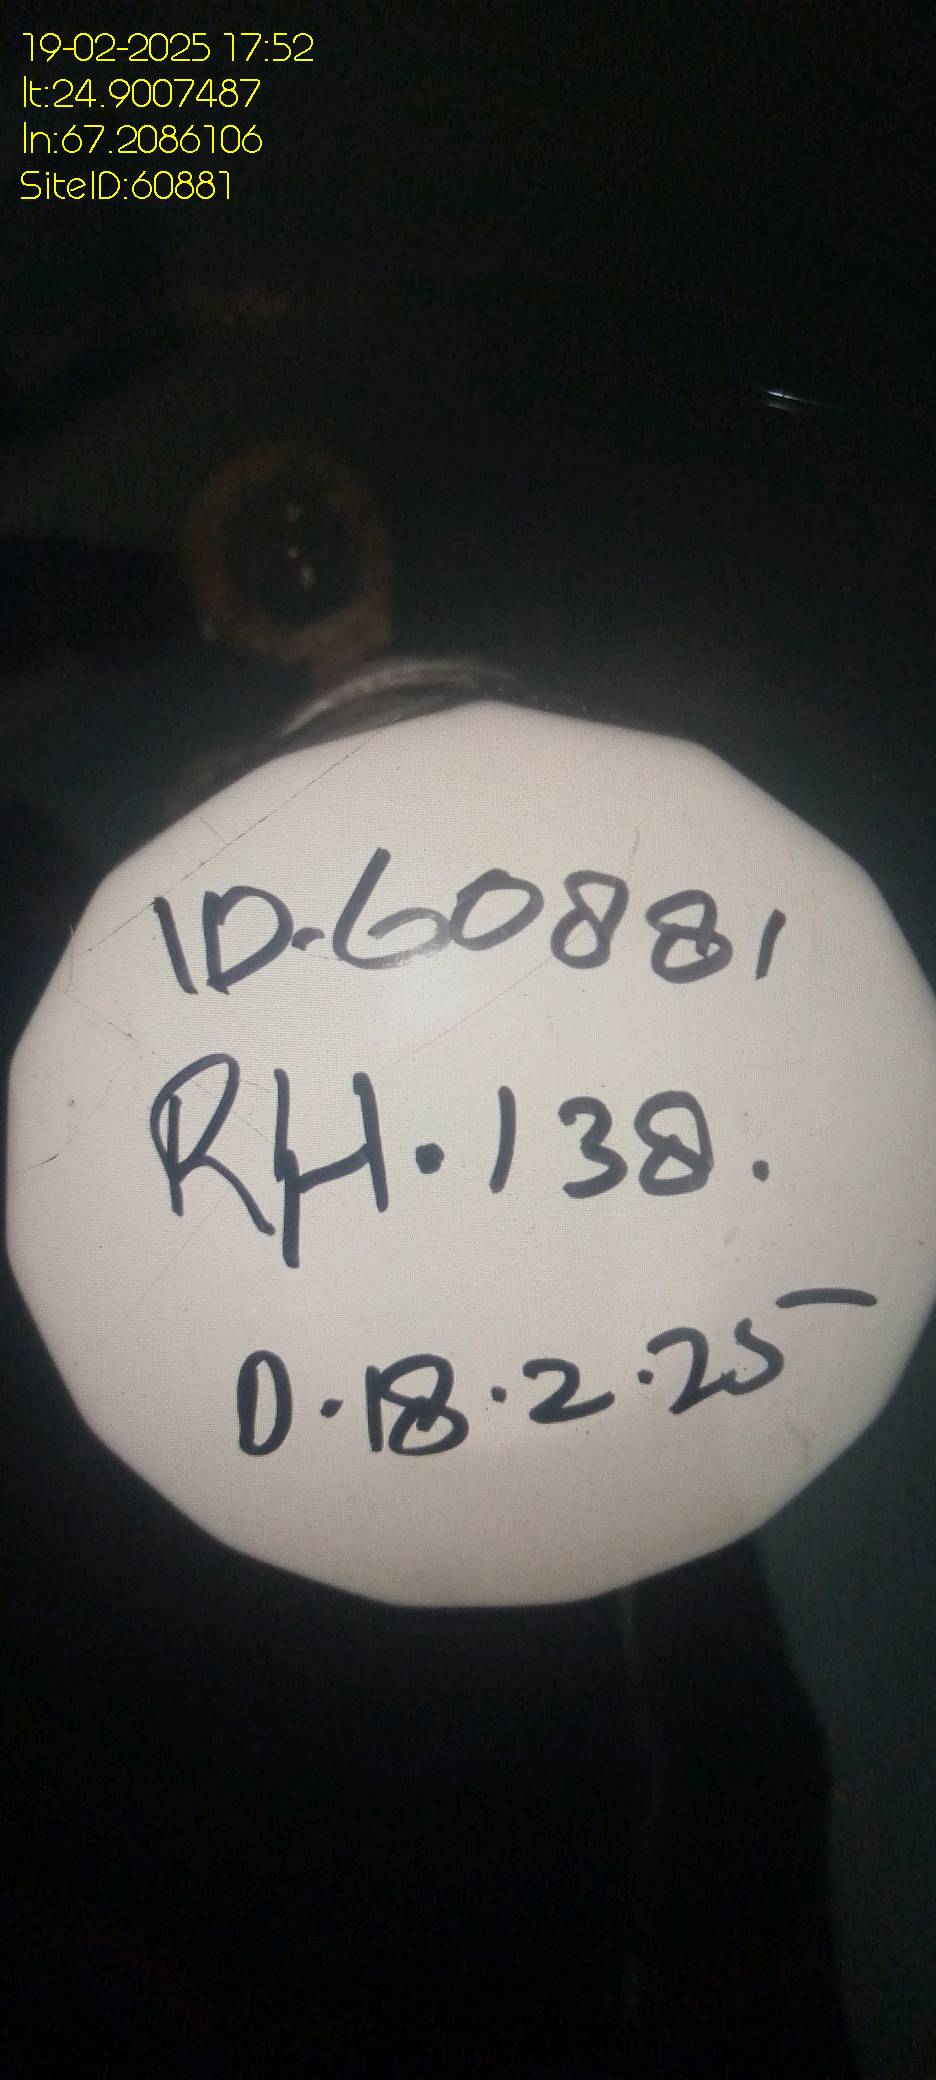 19-02-2025 17:52
lt:24.9007487
ln:67.2086106
SiteID:60881
ID.60881
RH.138.
D.18.2.25